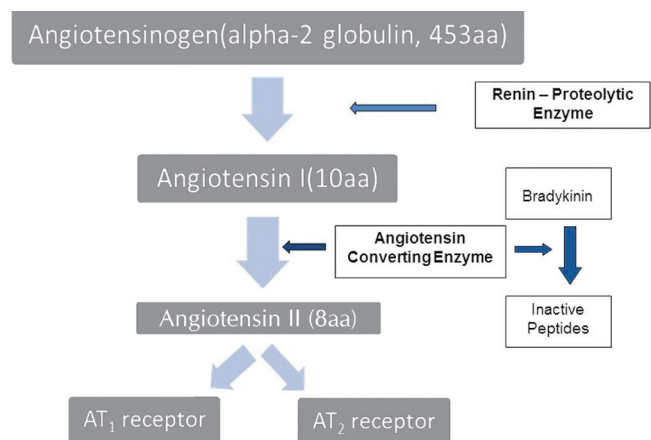 Angiotensinogen(alpha-2 globulin, 453aa)
Renin – Proteolytic
Enzyme
Angiotensin I(10aa)
Bradykinin
Angiotensin
Converting Enzyme
Angiotensin II (8aa)
Inactive
Peptides
AT₁ receptor
AT₂ receptor